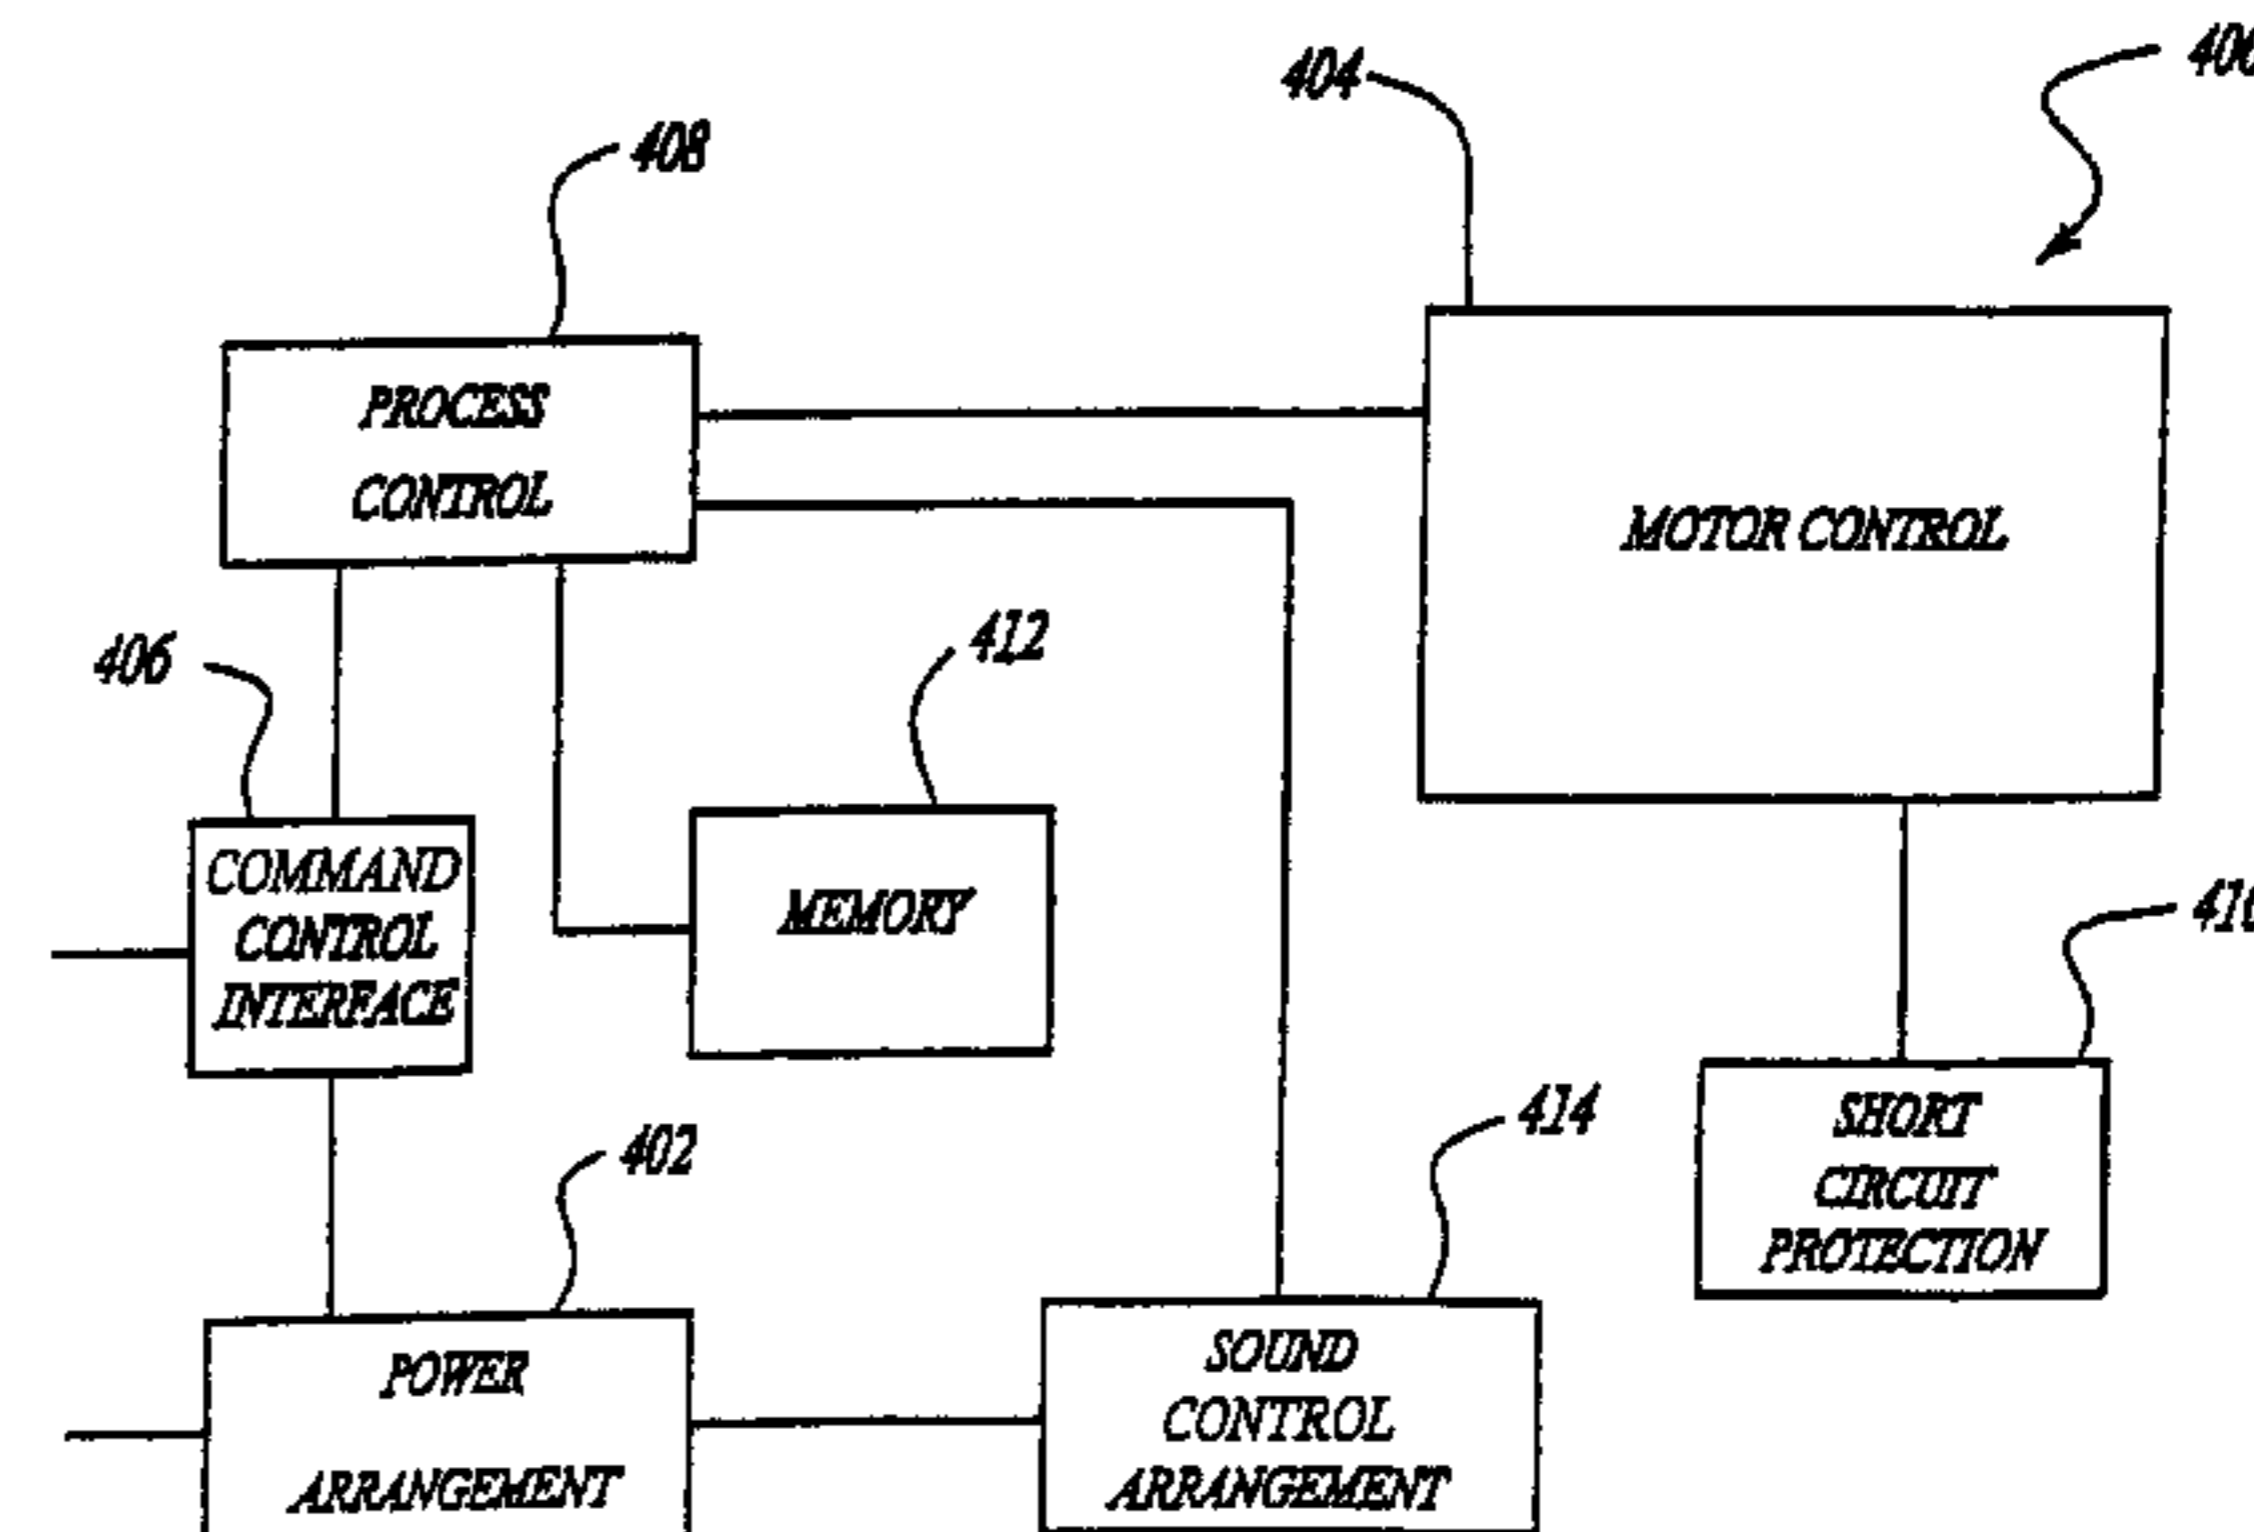 404
408
PROCESS
CONTROL
MOTOR CONTROL
406
412
COMMAND
CONTROL
INTERFACE
MEMORY
414
SHORT
CIRCUIT
PROTECTION
402
POWER
ARRANGEMENT
SOUND
CONTROL
ARRANGEMENT